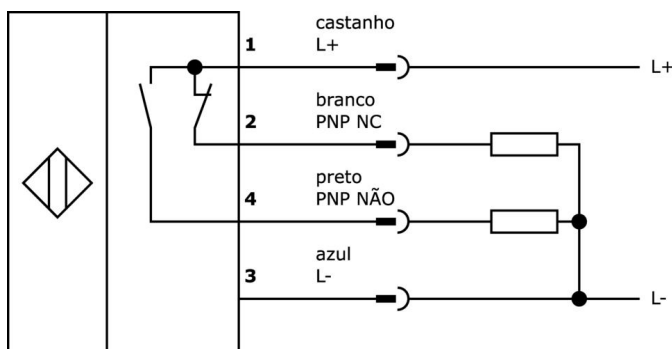 castanho
1 L+
L+
branco
2 PNP NC
preto
4 PNP NÃO
azul
3 L-
L-